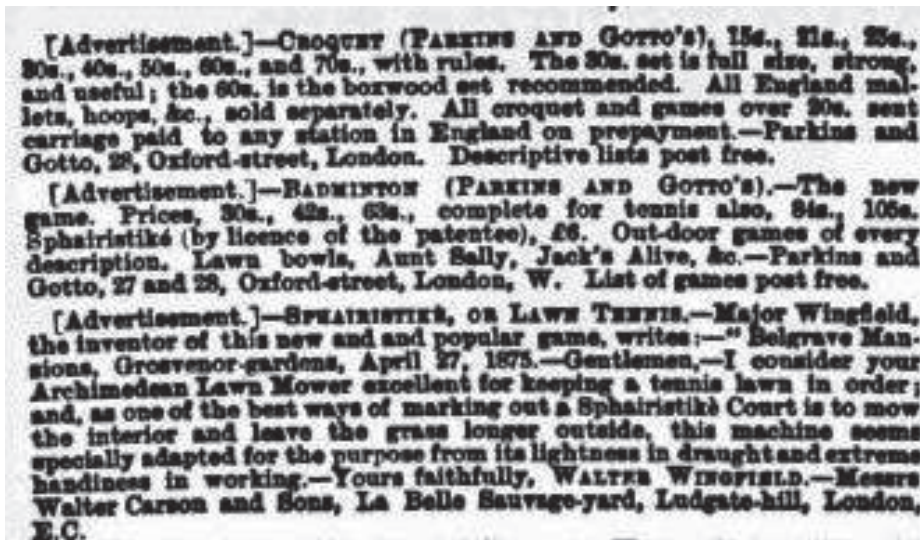 [Advertisement.]—CROQUET (PARKINS AND GOTTO'S), 15s., 21s., 25s.,
30s., 40s., 50s., 60s., and 70s., with rules. The 30s. set is full size, strong,
and useful; the 60s. is the boxwood set recommended. All England mal-
lets, hoops, &c., sold separately. All croquet and games over 20s. sent
carriage paid to any station in England on prepayment.—Parkins and
Gotto, 28, Oxford-street, London. Descriptive lists post free.
[Advertisement.]—BADMINTON (PARKINS AND GOTTO'S).—The new
game. Prices, 30s., 42s., 63s., complete for tennis also, 84s., 105s.
Sphairistiké (by licence of the patentee), £6. Out-door games of every
description. Lawn bowls, Aunt Sally, Jack's Alive, &c.—Parkins and
Gotto, 27 and 28, Oxford-street, London, W. List of games post free.
[Advertisement.]—SPHAIRISTIKÈ, OR LAWN TENNIS.—Major Wingfield,
the inventor of this new and and popular game, writes:—"Belgrave Man-
sions, Grosvenor-gardens, April 27, 1875.—Gentlemen,—I consider your
Archimedean Lawn Mower excellent for keeping a tennis lawn in order;
and, as one of the best ways of marking out a Sphairistikè Court is to mow
the interior and leave the grass longer outside, this machine seems
specially adapted for the purpose from its lightness in draught and extreme
handiness in working.—Yours faithfully, WALTER WINGFIELD.—Messrs
Walter Carson and Sons, La Belle Sauvage-yard, Ludgate-hill, London,
E.C.